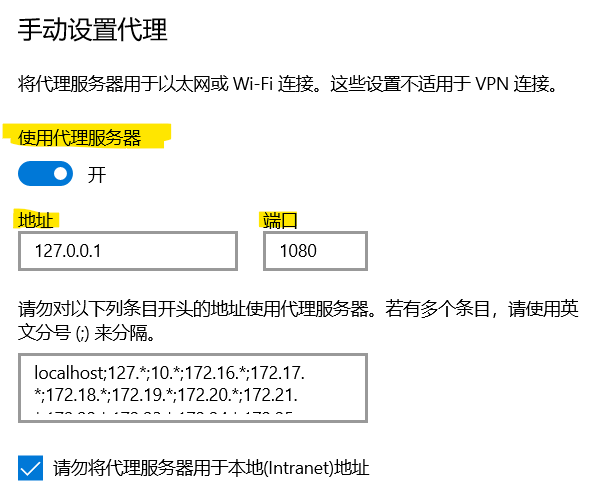 手动设置代理
将代理服务器用于以太网或 Wi-Fi 连接。这些设置不适用于 VPN 连接。
使用代理服务器
开
地址 端口
127.0.0.1 1080
请勿对以下列条目开头的地址使用代理服务器。若有多个条目，请使用英
文分号 (;) 来分隔。
localhost;127.*;10.*;172.16.*;172.17.
*;172.18.*;172.19.*;172.20.*;172.21.
请勿将代理服务器用于本地(Intranet)地址